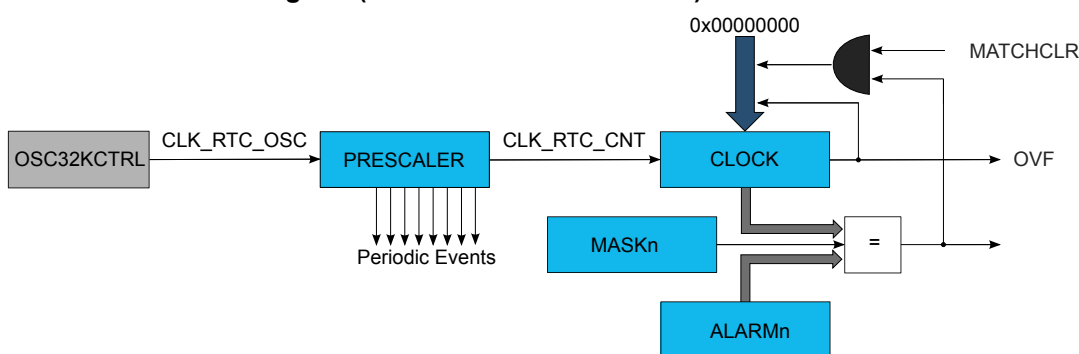 0x00000000
MATCHCLR
OSC32KCTRL
CLK_RTC_OSC
PRESCALER
CLK_RTC_CNT
CLOCK
OVF
Periodic Events
MASKn
=
ALARMn